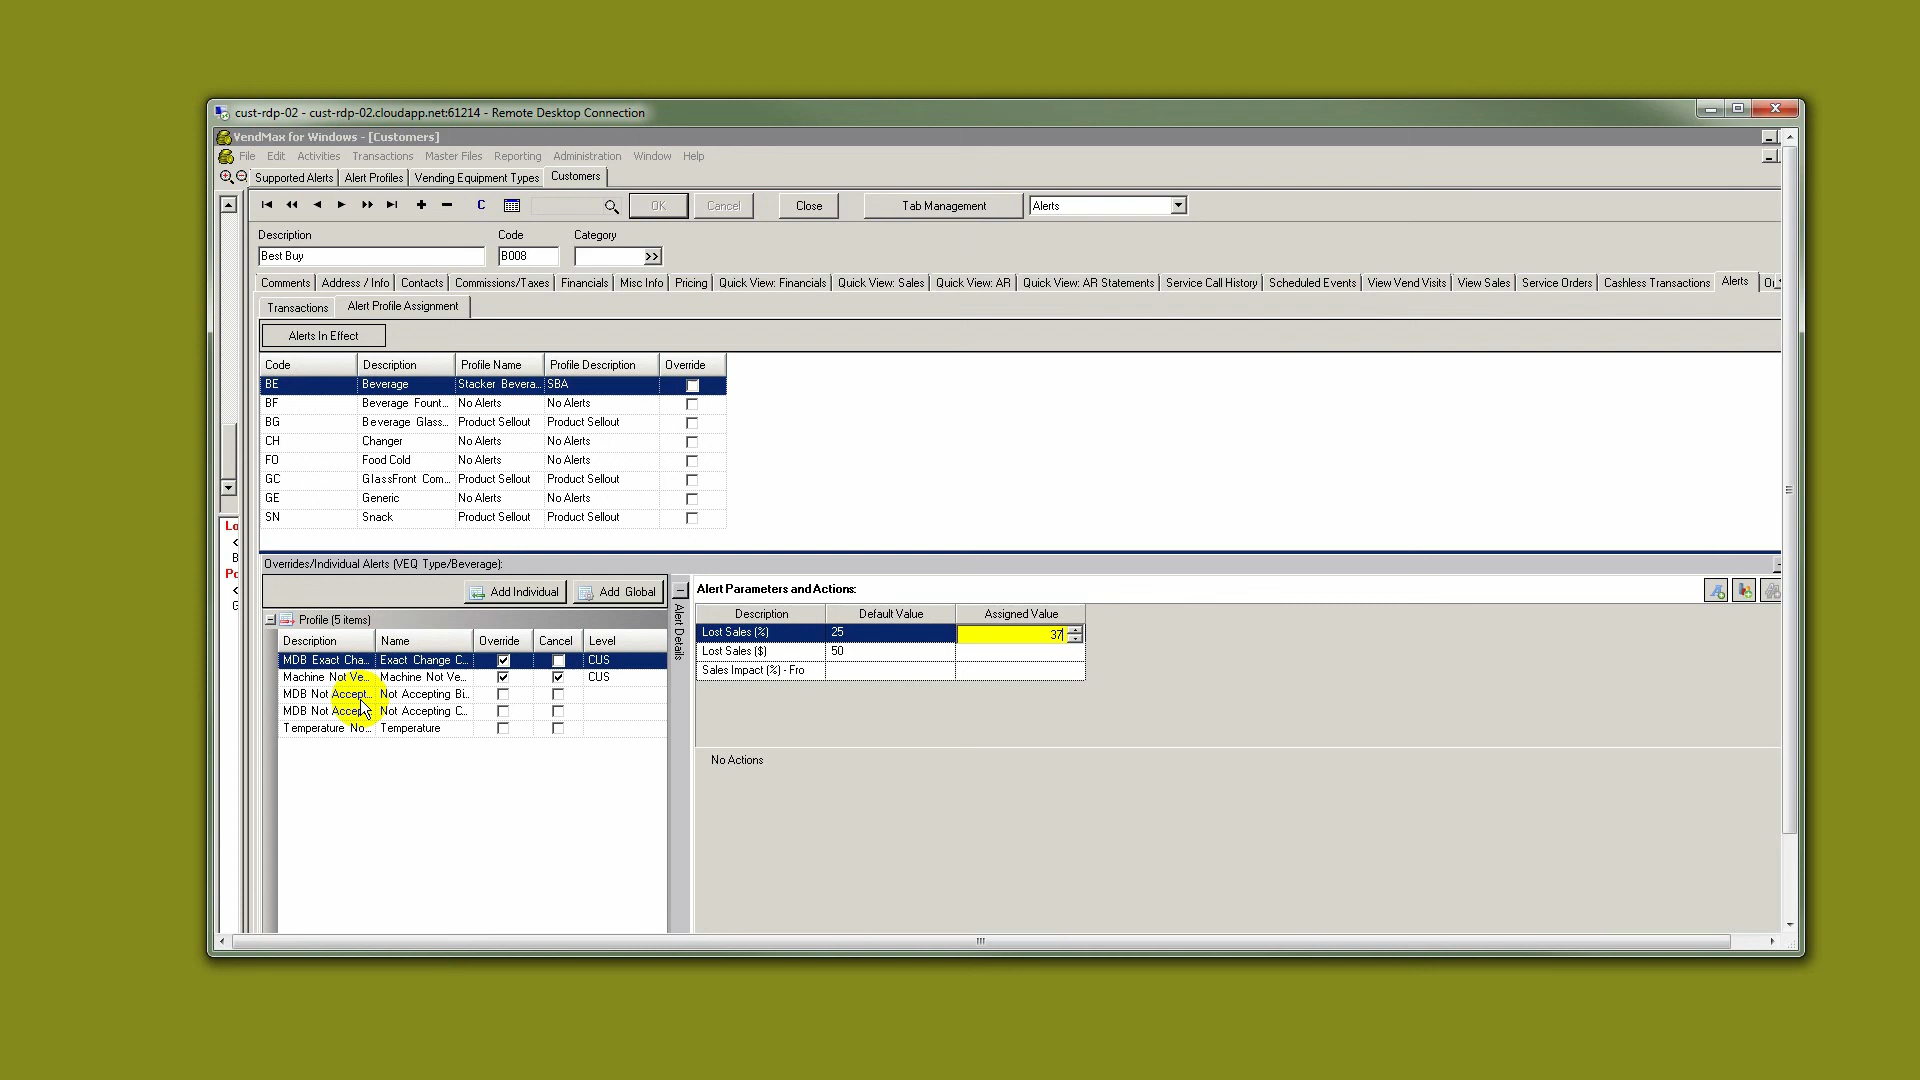 cust-rdp-02 - cust-rdp-02.cloudapp.net:61214 - Remote Desktop Connection
VendMax for Windows - [Customers]
File Edit Activities Transactions Master Files Reporting Administration Window Help
Supported Alerts Alert Profiles Vending Equipment Types Customers
C OK Cancel Close Tab Management Alerts
Description Code Category
Best Buy B008 >>
Comments Address / Info Contacts Commissions/Taxes Financials Misc Info Pricing Quick View: Financials Quick View: Sales Quick View: AR Quick View: AR Statements Service Call History Scheduled Events View Vend Visits View Sales Service Orders Cashless Transactions Alerts
Transactions Alert Profile Assignment
Alerts In Effect
Code Description Profile Name Profile Description Override
BE Beverage Stacker Bevera... SBA
BF Beverage Fount... No Alerts No Alerts
BG Beverage Glass... Product Sellout Product Sellout
CH Changer No Alerts No Alerts
FO Food Cold No Alerts No Alerts
GC GlassFront Com... Product Sellout Product Sellout
GE Generic No Alerts No Alerts
SN Snack Product Sellout Product Sellout
Lo
<
B
Po
<
G
Overrides/Individual Alerts (VEQ Type/Beverage):
Add Individual Add Global
Profile (5 items)
Description Name Override Cancel Level
MDB Exact Cha... Exact Change C... CUS
Machine Not Ve... Machine Not Ve... CUS
MDB Not Accept... Not Accepting Bi...
MDB Not Accept... Not Accepting C...
Temperature No... Temperature
Alert Details
Alert Parameters and Actions:
Description Default Value Assigned Value
Lost Sales (%) 25 37
Lost Sales ($) 50
Sales Impact (%) - Fro
No Actions